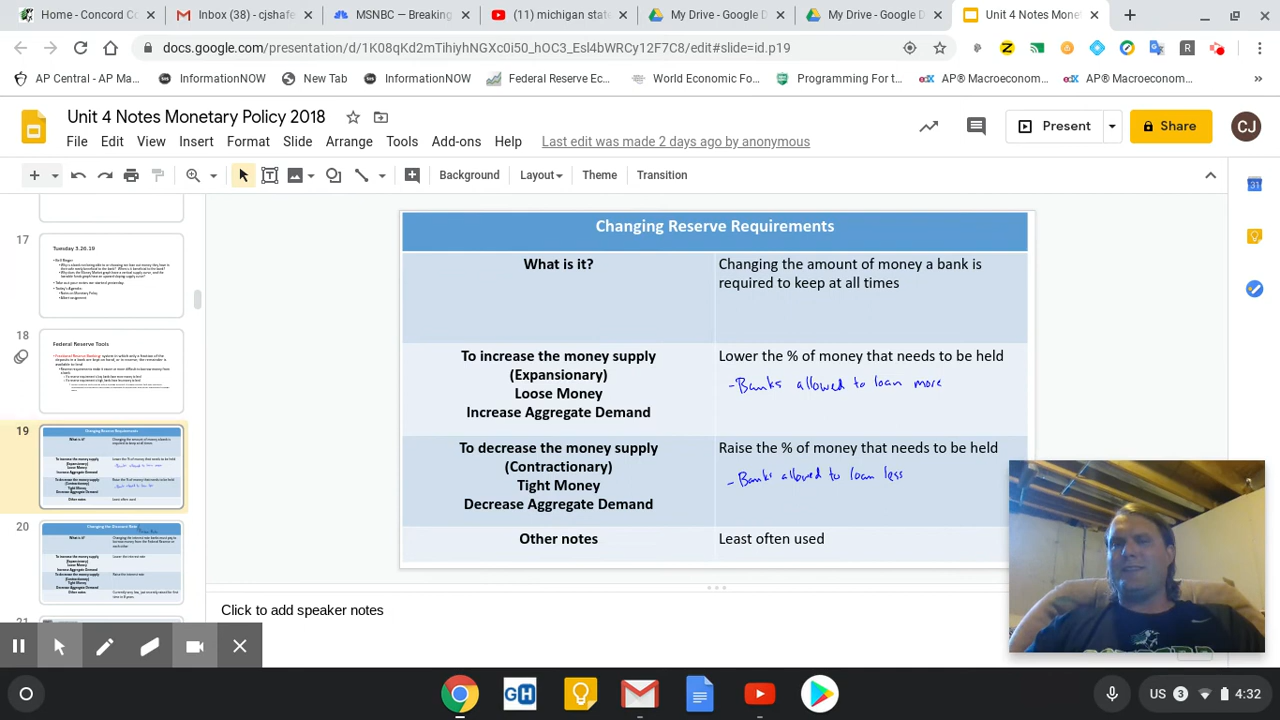 Home - Concord Com
Inbox (38) - cjshafe
MSNBC — Breaking
(11) michigan state
My Drive - Google D
My Drive - Google D
Unit 4 Notes Mone
docs.google.com/presentation/d/
/edit#slide=id.p19
AP Central - AP Ma...
InformationNOW
New Tab
InformationNOW
Federal Reserve Ec...
World Economic Fo...
Programming For t...
AP® Macroeconom...
AP® Macroeconom...
Unit 4 Notes Monetary Policy 2018
Present
Share
CJ
File Edit View Insert Format Slide Arrange Tools Add-ons Help Last edit was made 2 days ago by anonymous
Background Layout Theme Transition
17
Tuesday 3.26.19
18
Federal Reserve Tools
19
20
21
Changing Reserve Requirements
What is it?
Changing the amount of money a bank is
required to keep at all times
To increase the money supply
(Expansionary)
Loose Money
Increase Aggregate Demand
Lower the % of money that needs to be held
-Banks allowed to loan more
To decrease the money supply
(Contractionary)
Tight Money
Decrease Aggregate Demand
Raise the % of money that needs to be held
- Banks allowed to loan less
Other notes
Least often used
Click to add speaker notes
31
GH
US 3 4:32